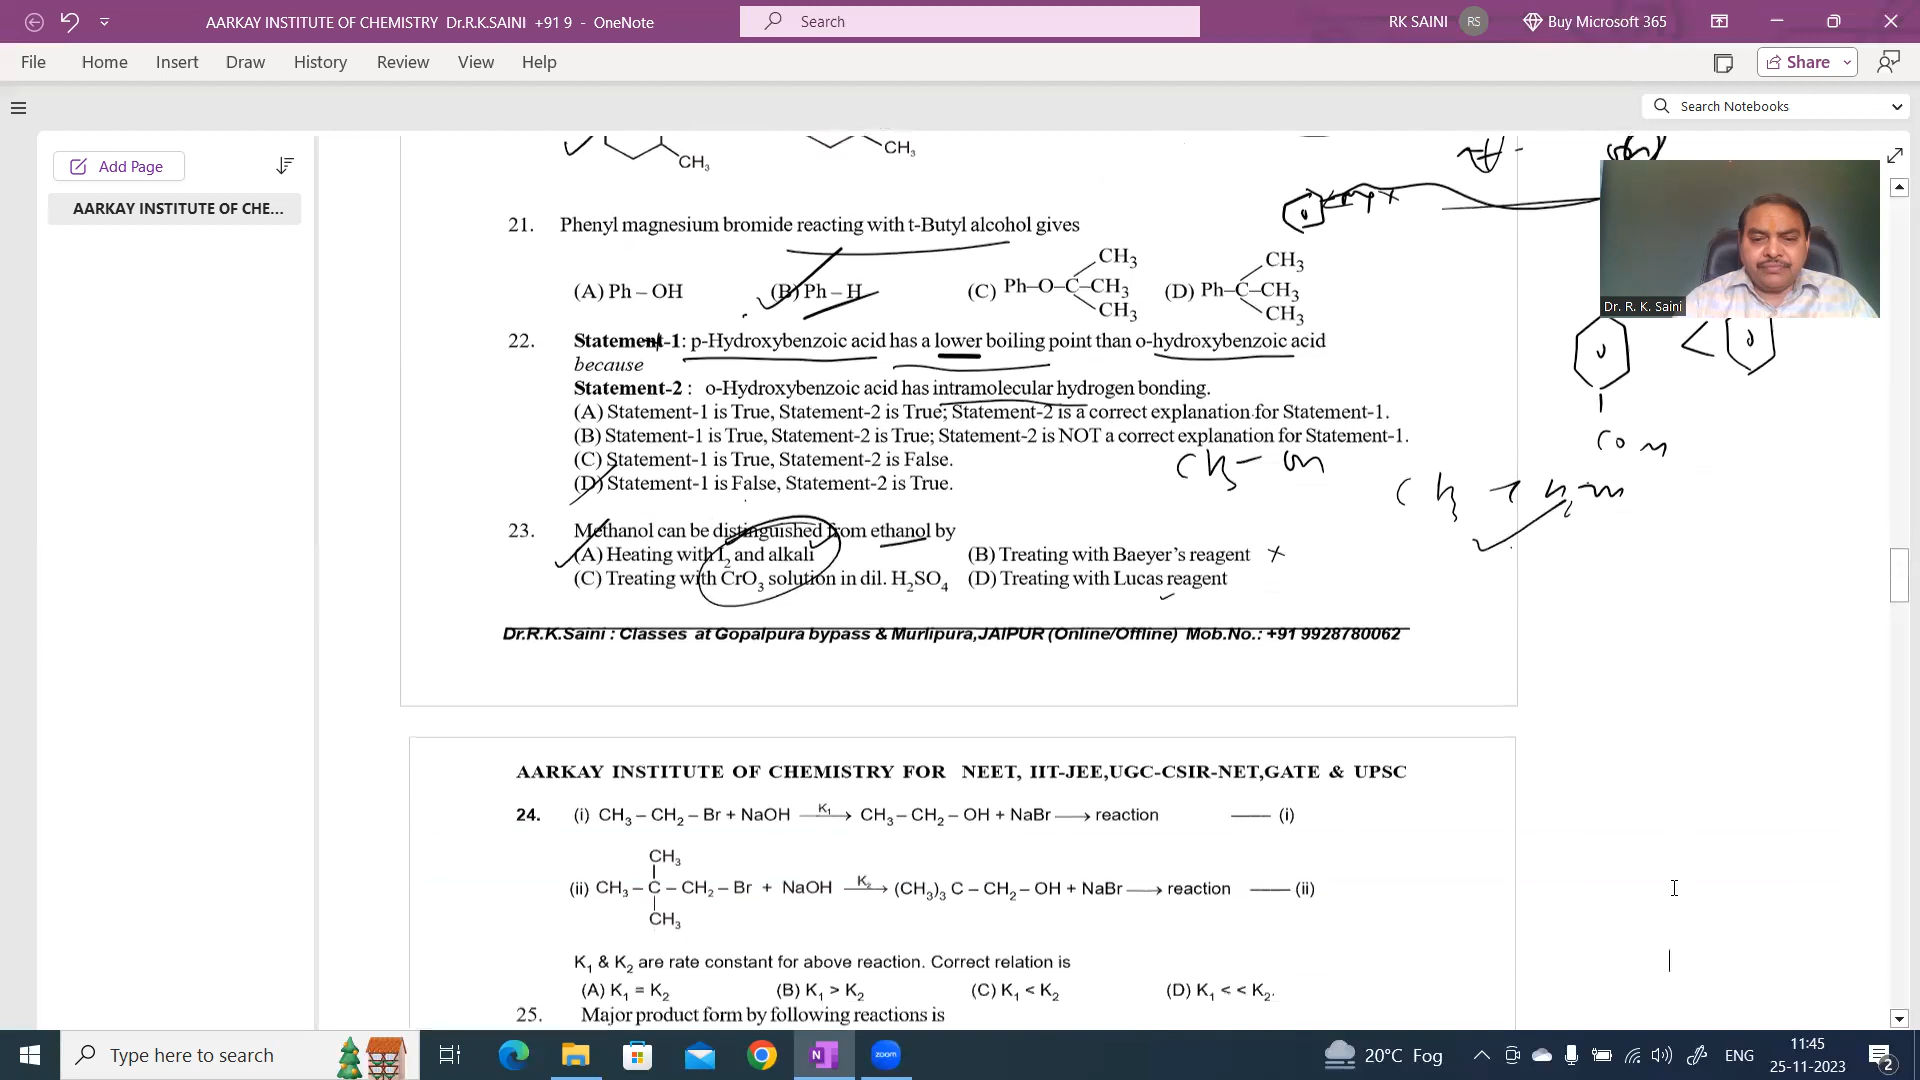 AARKAY INSTITUTE OF CHEMISTRY Dr.R.K.SAINI +91 9 - OneNote
Search
RK SAINI
RS
Buy Microsoft 365
File Home Insert Draw History Review View Help
Share
Search Notebooks
Add Page
AARKAY INSTITUTE OF CHE...
CH3
CH3
Dr. R. K. Saini
21. Phenyl magnesium bromide reacting with t-Butyl alcohol gives
(A) Ph – OH (B) Ph – H (C) Ph–O–C–CH3 (D) Ph–C–CH3
CH3 CH3
CH3 CH3
22. Statement-1: p-Hydroxybenzoic acid has a lower boiling point than o-hydroxybenzoic acid
because
Statement-2 : o-Hydroxybenzoic acid has intramolecular hydrogen bonding.
(A) Statement-1 is True, Statement-2 is True; Statement-2 is a correct explanation for Statement-1.
(B) Statement-1 is True, Statement-2 is True; Statement-2 is NOT a correct explanation for Statement-1.
(C) Statement-1 is True, Statement-2 is False.
(D) Statement-1 is False, Statement-2 is True.
23. Methanol can be distinguished from ethanol by
(A) Heating with I2 and alkali (B) Treating with Baeyer's reagent
(C) Treating with CrO3 solution in dil. H2SO4 (D) Treating with Lucas reagent
Dr.R.K.Saini : Classes at Gopalpura bypass & Murlipura,JAIPUR (Online/Offline) Mob.No.: +91 9928780062
AARKAY INSTITUTE OF CHEMISTRY FOR NEET, IIT-JEE,UGC-CSIR-NET,GATE & UPSC
24. (i) CH3 – CH2 – Br + NaOH K1 → CH3 – CH2 – OH + NaBr → reaction —— (i)
CH3
(ii) CH3 – C – CH2 – Br + NaOH K2 → (CH3)3 C – CH2 – OH + NaBr → reaction —— (ii)
CH3
K1 & K2 are rate constant for above reaction. Correct relation is
(A) K1 = K2 (B) K1 > K2 (C) K1 < K2 (D) K1 < < K2.
25. Major product form by following reactions is
Type here to search
zoom
20°C Fog
ENG
11:45
25-11-2023
2